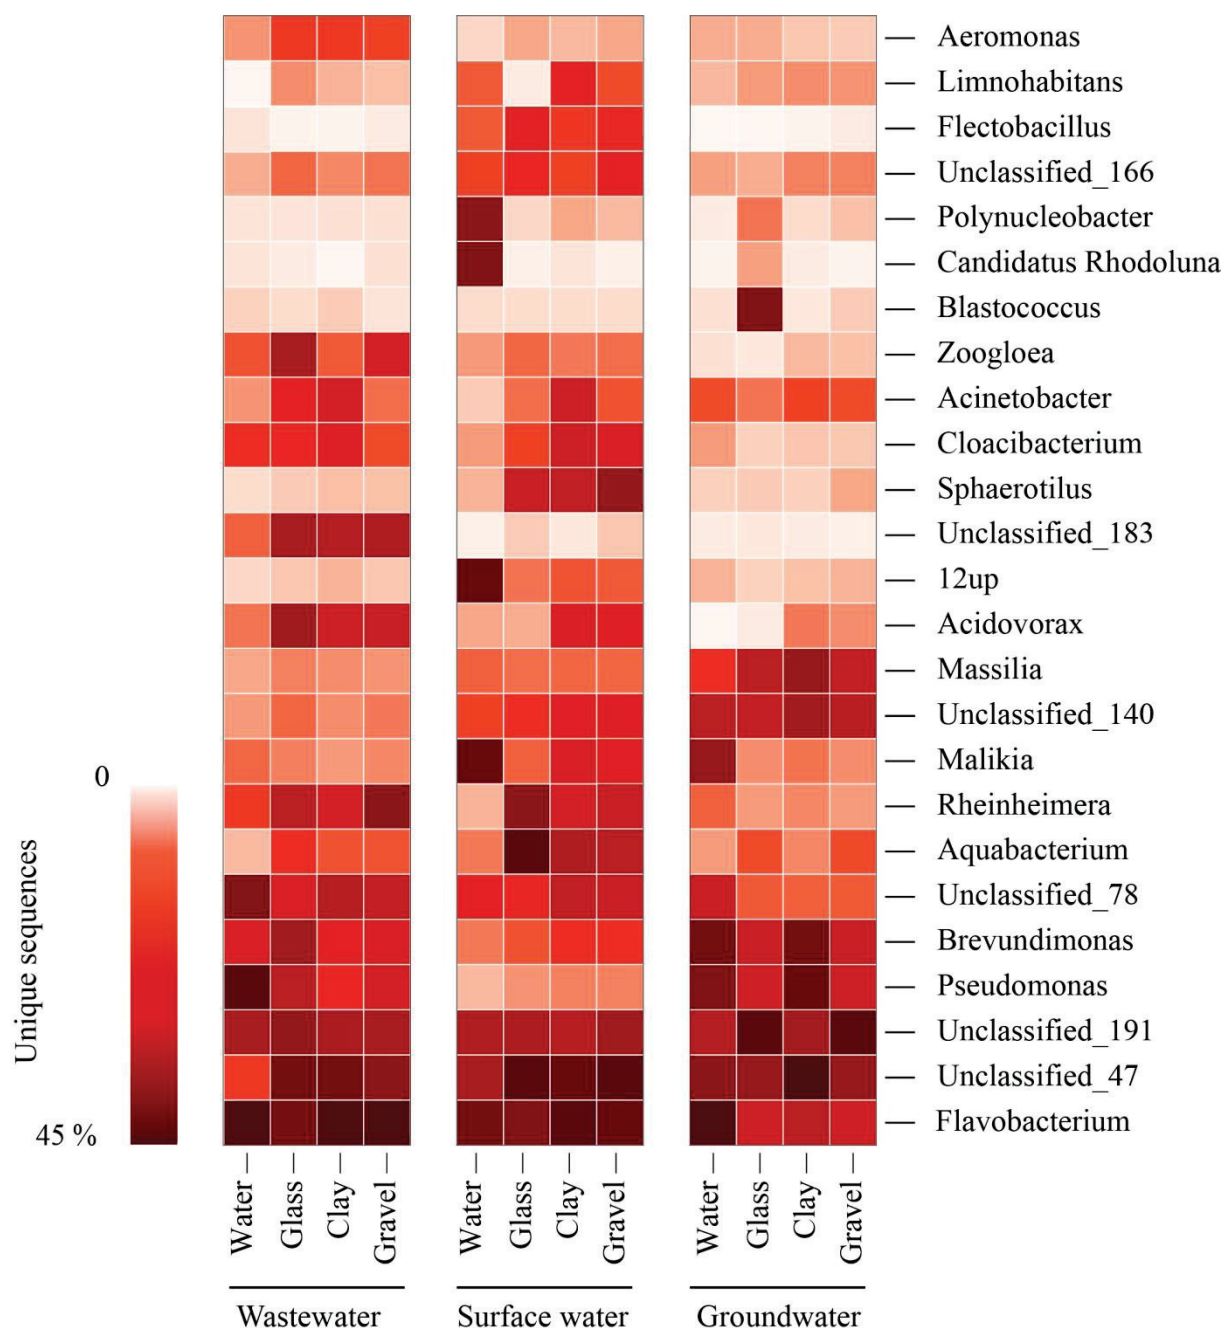 Aeromonas
Limnohabitans
Flectobacillus
Unclassified_166
Polynucleobacter
Candidatus Rhodoluna
Blastococcus
Zoogloea
Acinetobacter
Cloacibacterium
Sphaerotilus
Unclassified_183
12up
Acidovorax
Massilia
Unclassified_140
Malikia
Rheinheimera
Aquabacterium
Unclassified_78
Brevundimonas
Pseudomonas
Unclassified_191
Unclassified_47
Flavobacterium
0
Unique sequences
45 %
Water Glass Clay Gravel
Water Glass Clay Gravel
Water Glass Clay Gravel
Wastewater
Surface water
Groundwater